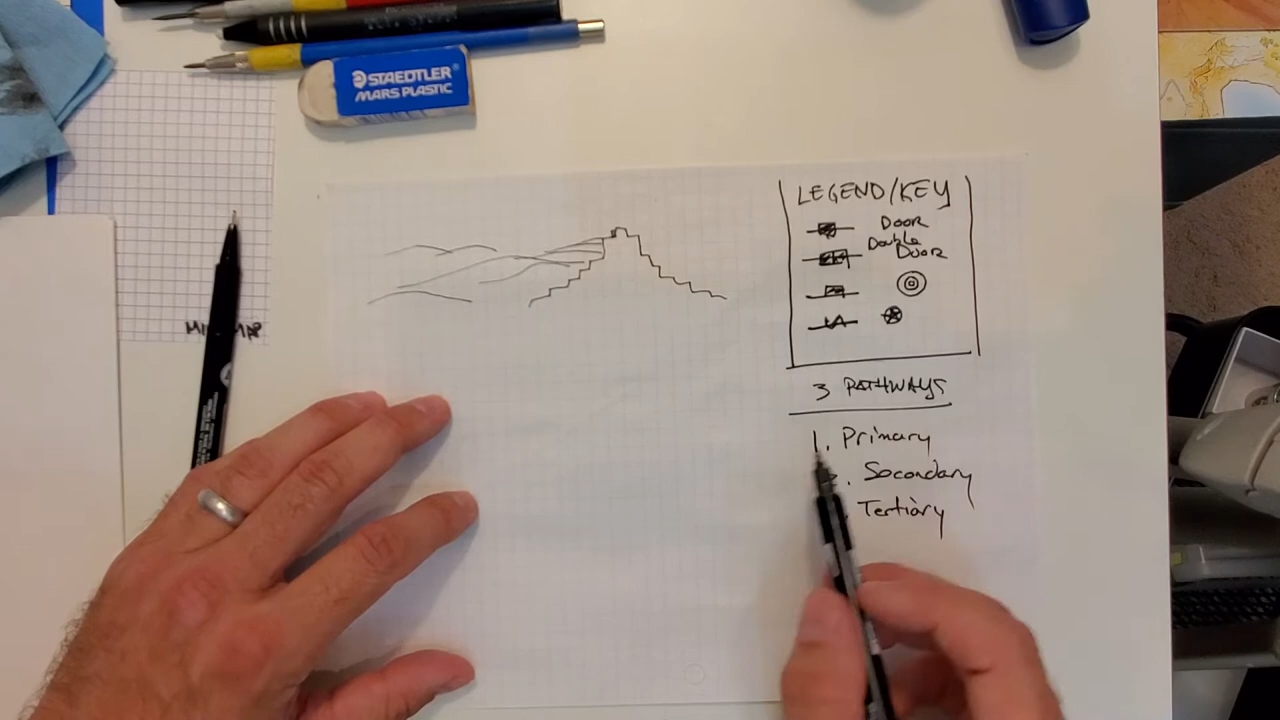 STAEDTLER
MARS PLASTIC
LEGEND/KEY
DOOR
Double
DOOR
3 PATHWAYS
1. Primary
. Secondary
. Tertiary